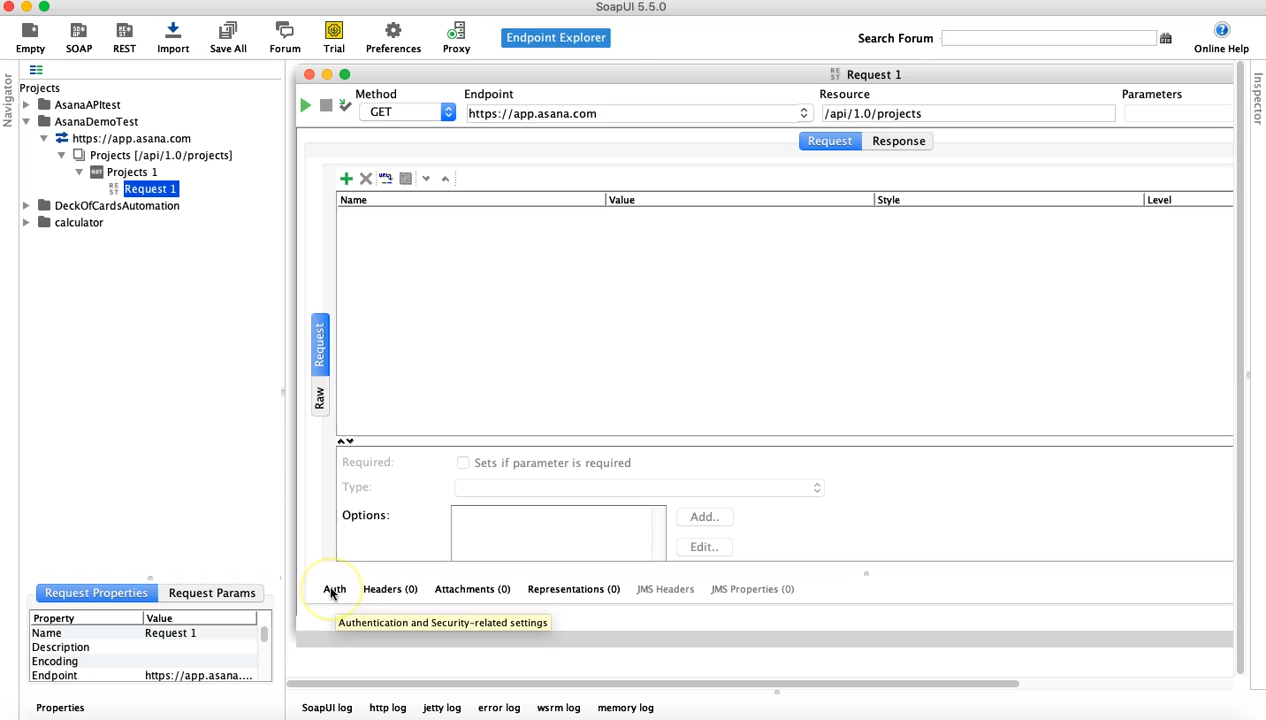 SoapUI 5.5.0
Empty SOAP REST Import Save All Forum Trial Preferences Proxy Endpoint Explorer Search Forum Online Help
Navigator
Projects
AsanaAPItest
AsanaDemoTest
https://app.asana.com
Projects [/api/1.0/projects]
Projects 1
Request 1
DeckOfCardsAutomation
calculator
Request Properties Request Params
Property Value
Name Request 1
Description
Encoding
Endpoint https://app.asana....
Properties
Request 1
Method Endpoint Resource Parameters
GET https://app.asana.com /api/1.0/projects
Request Response
Name Value Style Level
Request
Raw
Required: Sets if parameter is required
Type:
Options: Add..
Edit..
Auth Headers (0) Attachments (0) Representations (0) JMS Headers JMS Properties (0)
Authentication and Security-related settings
SoapUI log http log jetty log error log wsrm log memory log
Inspector